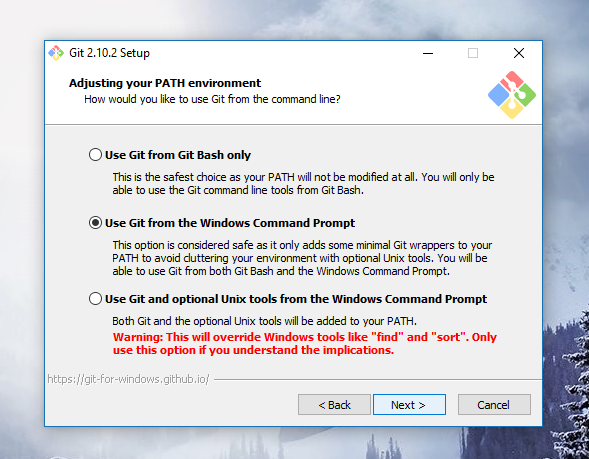 Git 2.10.2 Setup
Adjusting your PATH environment
How would you like to use Git from the command line?
Use Git from Git Bash only
This is the safest choice as your PATH will not be modified at all. You will only be
able to use the Git command line tools from Git Bash.
Use Git from the Windows Command Prompt
This option is considered safe as it only adds some minimal Git wrappers to your
PATH to avoid cluttering your environment with optional Unix tools. You will be
able to use Git from both Git Bash and the Windows Command Prompt.
Use Git and optional Unix tools from the Windows Command Prompt
Both Git and the optional Unix tools will be added to your PATH.
Warning: This will override Windows tools like "find" and "sort". Only
use this option if you understand the implications.
https://git-for-windows.github.io/
< Back Next > Cancel